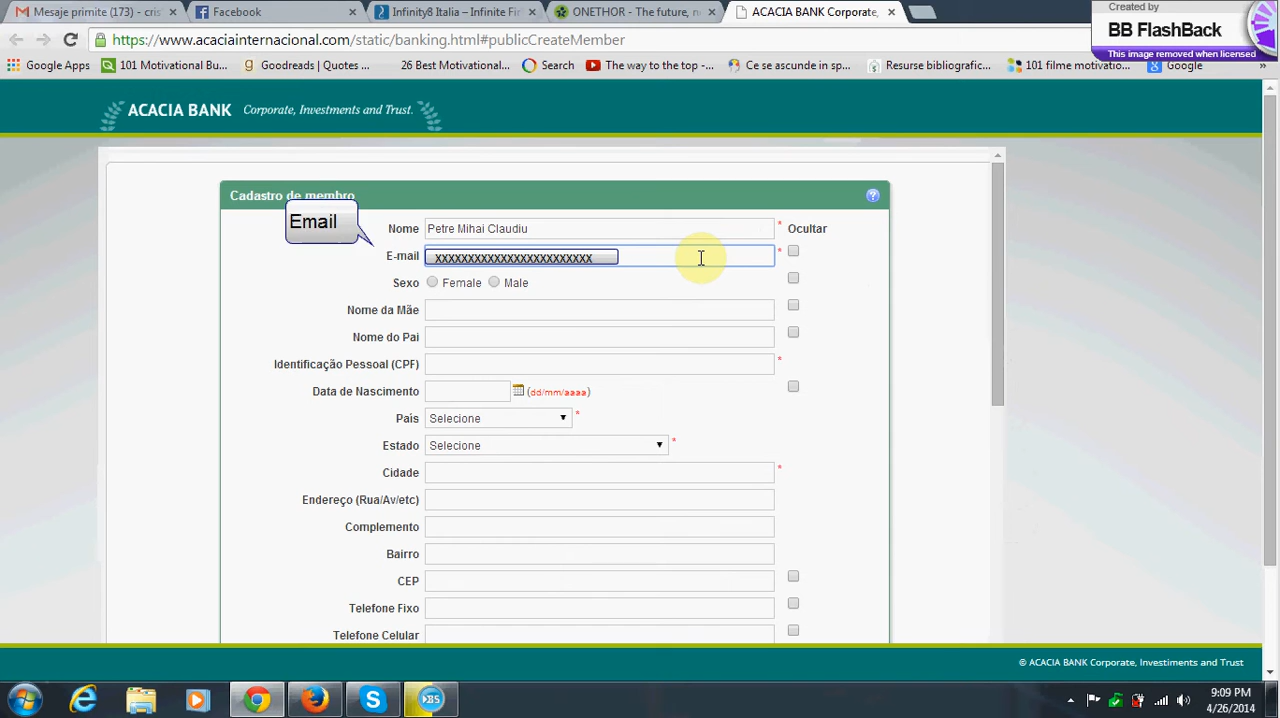 Mesaje primite (173) - cris
Facebook
Infinity8 Italia – Infinite Fir
ONETHOR - The future, n
ACACIA BANK Corporate,
Created by
BB FlashBack
This image removed when licensed
https://www.acaciainternacional.com/static/banking.html#publicCreateMember
Google Apps
101 Motivational Bu...
Goodreads | Quotes ...
26 Best Motivation...
Search
The way to the top -...
Ce se ascunde in sp...
Resurse bibliografic...
101 filme motivatio...
Google
»
ACACIA BANK Corporate, Investments and Trust.
Cadastro de membro
Email
Nome Petre Mihai Claudiu * Ocultar
E-mail XXXXXXXXXXXXXXXXXXXXXXXX *
Sexo Female Male
Nome da Mãe
Nome do Pai
Identificação Pessoal (CPF) *
Data de Nascimento (dd/mm/aaaa)
Pais Selecione *
Estado Selecione *
Cidade *
Endereço (Rua/Av/etc)
Complemento
Bairro
CEP
Telefone Fixo
Telefone Celular
© ACACIA BANK Corporate, Investiments and Trust
9:09 PM
4/26/2014